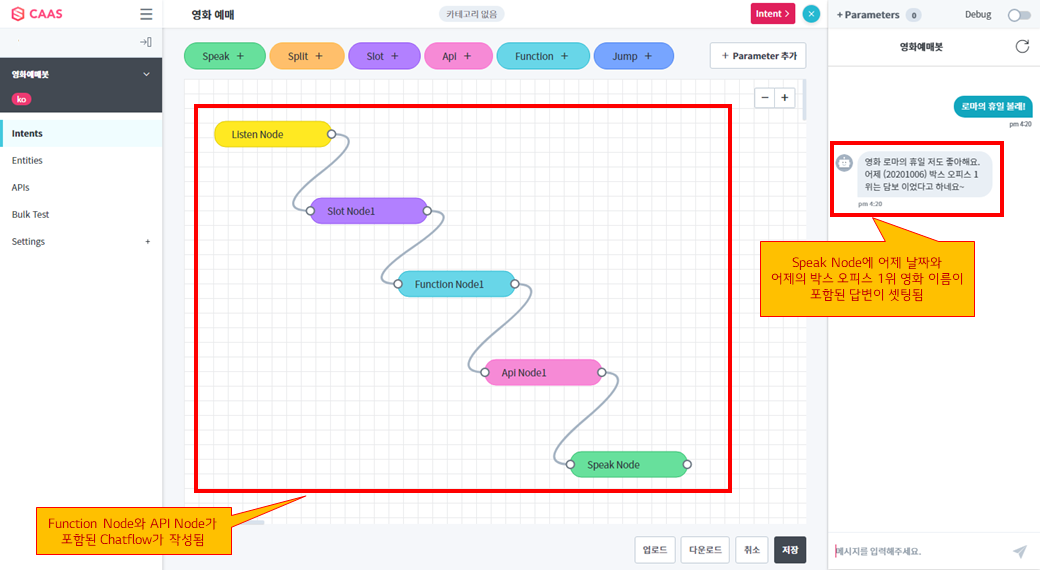 CAAS
영화예매봇
ko
Intents
Entities
APIs
Bulk Test
Settings +
영화 예매
카테고리 없음
Intent >
Speak +
Split +
Slot +
Api +
Function +
Jump +
+ Parameter 추가
− +
Listen Node
Slot Node1
Function Node1
Api Node1
Speak Node
Function Node와 API Node가
포함된 Chatflow가 작성됨
업로드
다운로드
취소
저장
+ Parameters 0
Debug
영화예매봇
로마의 휴일 볼래!
pm 4:20
영화 로마의 휴일 저도 좋아해요.
어제 (20201006) 박스 오피스 1
위는 담보 이었다고 하네요~
pm 4:20
Speak Node에 어제 날짜와
어제의 박스 오피스 1위 영화 이름이
포함된 답변이 셋팅됨
메시지를 입력해주세요.